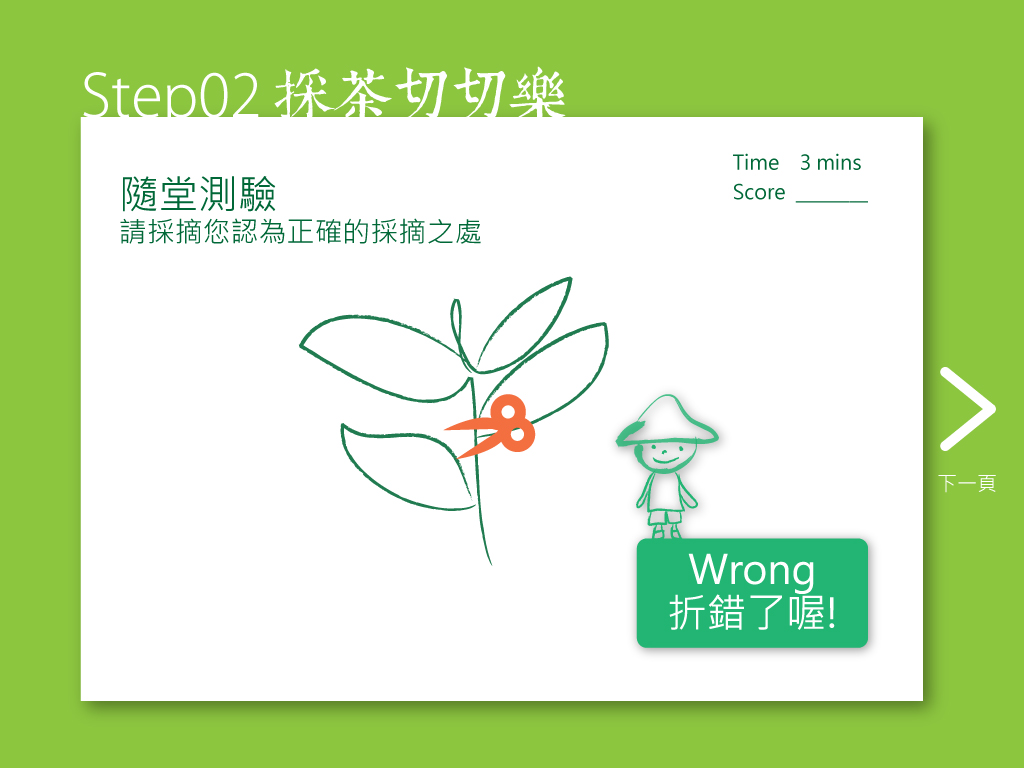 Step02 採茶切切樂
Time 3 mins
Score ________
隨堂測驗
請採摘您認為正確的採摘之處
下一頁
Wrong
折錯了喔!